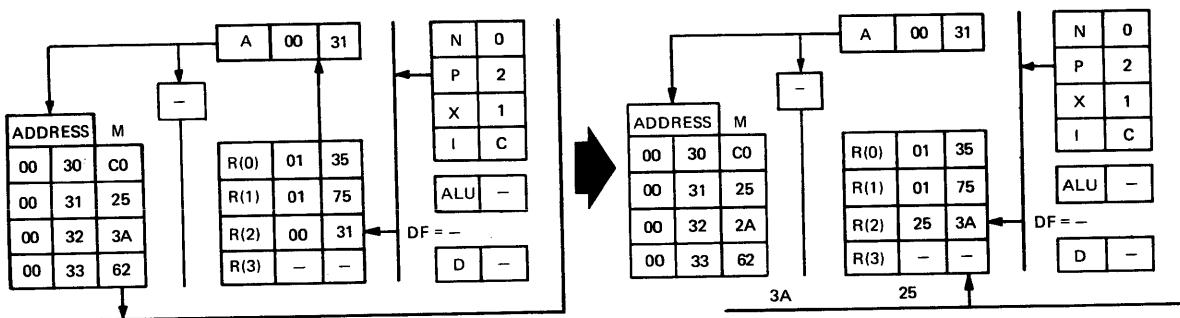 A 00 31
N 0
P 2
X 1
I C
–
ADDRESS M
00 30 C0
00 31 25
00 32 3A
00 33 62
R(0) 01 35
R(1) 01 75
R(2) 00 31
R(3) – –
ALU –
DF = –
D –
A 00 31
N 0
P 2
X 1
I C
–
ADDRESS M
00 30 C0
00 31 25
00 32 2A
00 33 62
R(0) 01 35
R(1) 01 75
R(2) 25 3A
R(3) – –
ALU –
DF = –
D –
3A 25